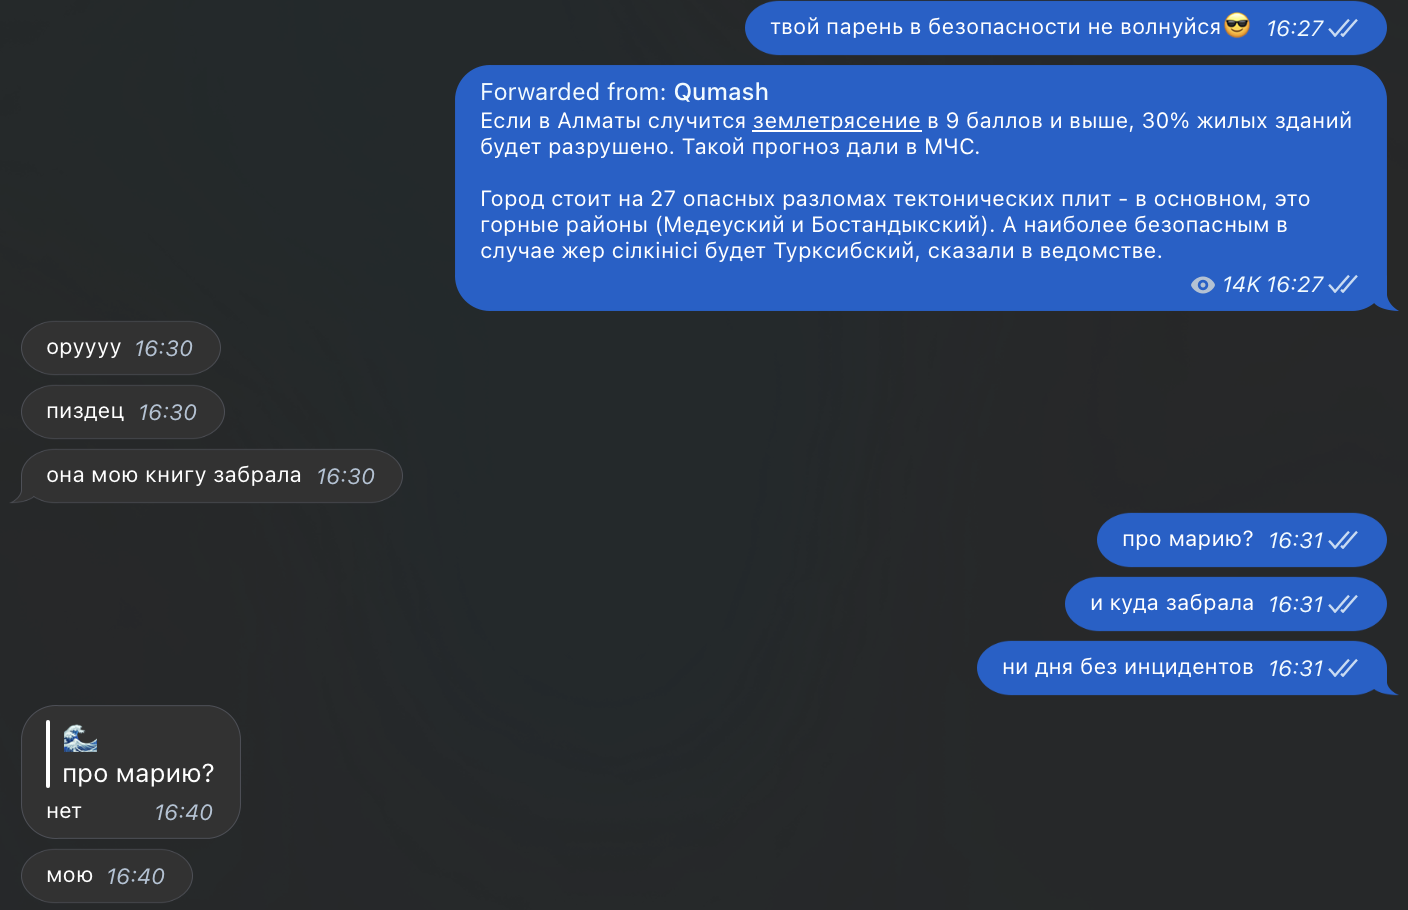 твой парень в безопасности не волнуйся😎 16:27
Forwarded from: Qumash
Если в Алматы случится землетрясение в 9 баллов и выше, 30% жилых зданий
будет разрушено. Такой прогноз дали в МЧС.
Город стоит на 27 опасных разломах тектонических плит - в основном, это
горные районы (Медеуский и Бостандыкский). А наиболее безопасным в
случае жер сілкінісі будет Турксибский, сказали в ведомстве.
14K 16:27
оруууу 16:30
пиздец 16:30
она мою книгу забрала 16:30
про марию? 16:31
и куда забрала 16:31
ни дня без инцидентов 16:31
🌊
про марию?
нет 16:40
мою 16:40